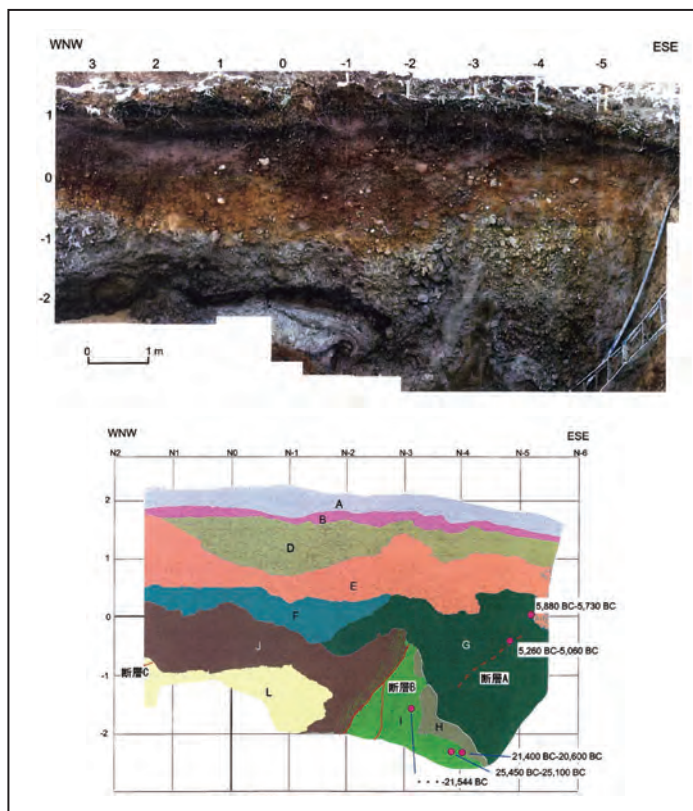 WNW ESE
3 2 1 0 -1 -2 -3 -4 -5
1
0
-1
-2
0 1 m
WNW ESE
N2 N1 N0 N-1 N-2 N-3 N-4 N-5 N-6
2
1
0
-1
-2
A
B
D
E
F
5,880 BC-5,730 BC
J
G
5,260 BC-5,060 BC
断層C
断層B
断層A
L
I
H
21,400 BC-20,600 BC
25,450 BC-25,100 BC
・・・-21,544 BC